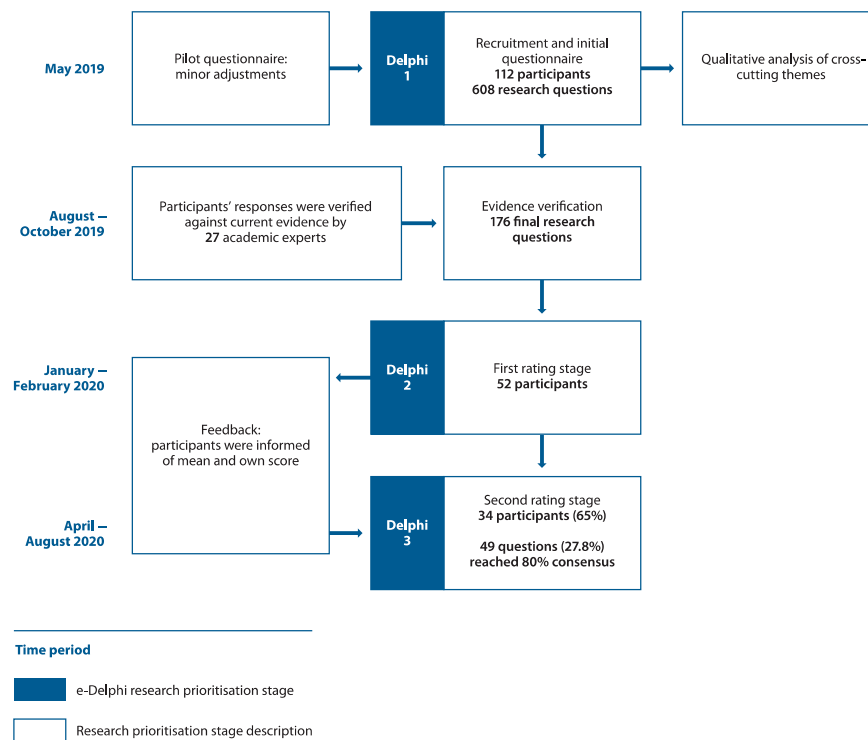 May 2019
Pilot questionnaire:
minor adjustments
Delphi
1
Recruitment and initial
questionnaire
112 participants
608 research questions
Qualitative analysis of cross-
cutting themes
August –
October 2019
Participants’ responses were verified
against current evidence by
27 academic experts
Evidence verification
176 final research
questions
January –
February 2020
Delphi
2
First rating stage
52 participants
Feedback:
participants were informed
of mean and own score
April –
August 2020
Delphi
3
Second rating stage
34 participants (65%)
49 questions (27.8%)
reached 80% consensus
Time period
e-Delphi research prioritisation stage
Research prioritisation stage description